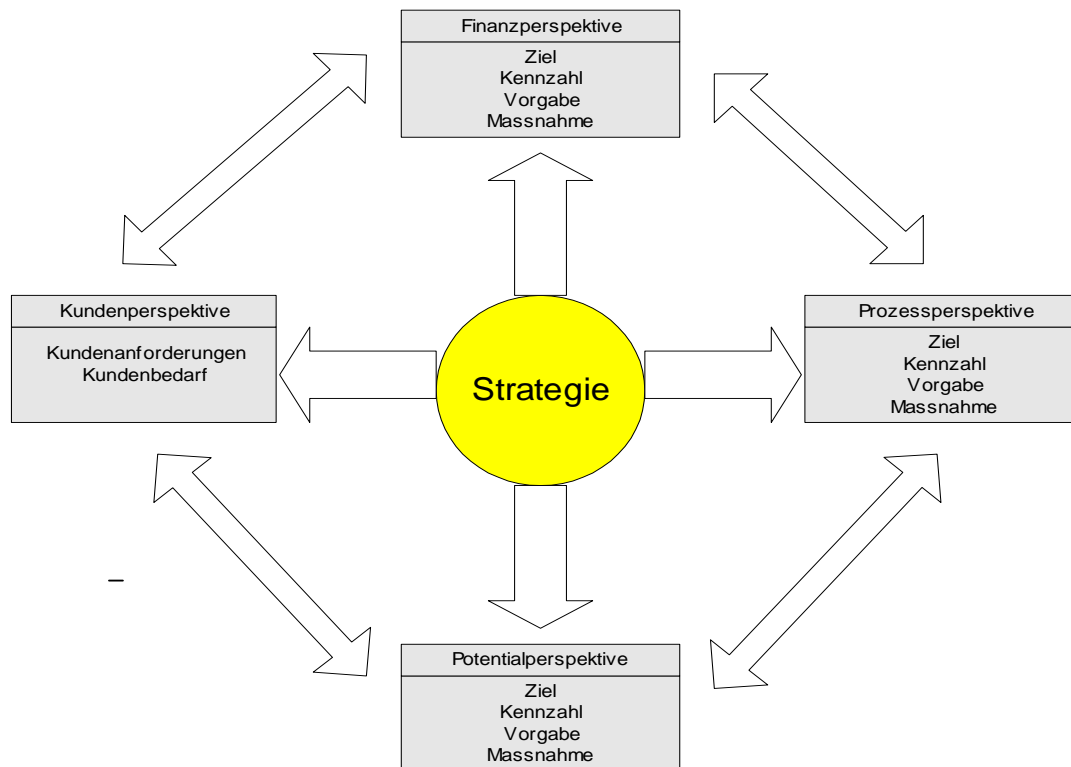 Finanzperspektive
Ziel
Kennzahl
Vorgabe
Massnahme
Kundenperspektive
Kundenanforderungen
Kundenbedarf
Strategie
Prozessperspektive
Ziel
Kennzahl
Vorgabe
Massnahme
–
Potentialperspektive
Ziel
Kennzahl
Vorgabe
Massnahme